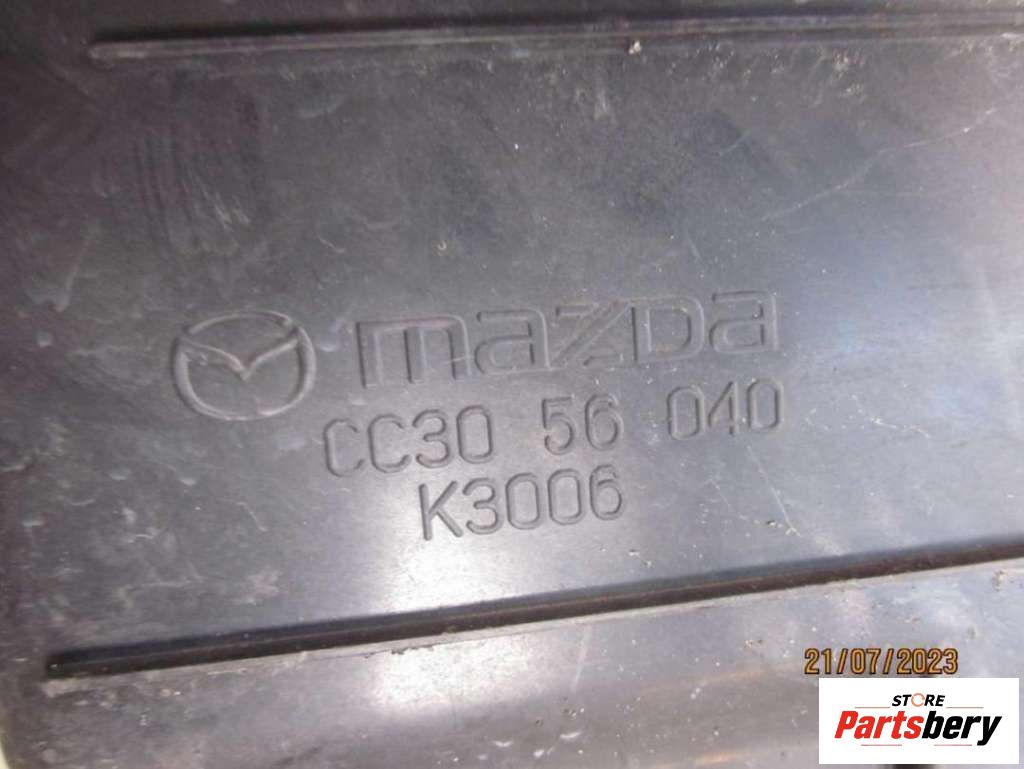 mazda
CC30 56 040
K3006
21/07/2023
STORE
Partsbery